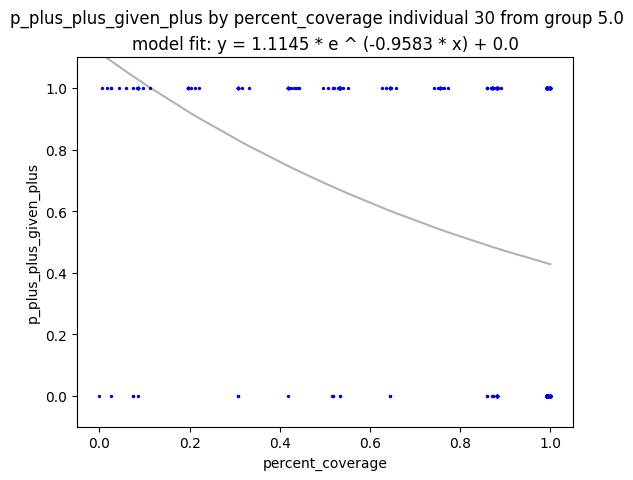 p_plus_plus_given_plus by percent_coverage individual 30 from group 5.0
model fit: y = 1.1145 * e ^ (-0.9583 * x) + 0.0
1.0
0.8
0.6
0.4
0.2
0.0
p_plus_plus_given_plus
0.0 0.2 0.4 0.6 0.8 1.0
percent_coverage